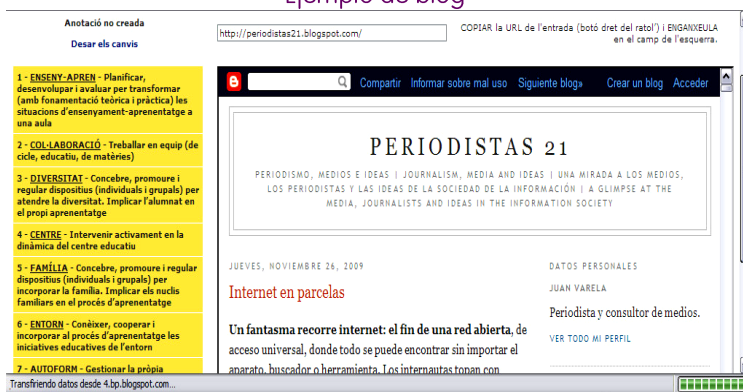 Ejemplo de blog
Anotació no creada
Desar els canvis
http://periodistas21.blogspot.com/
COPIAR la URL de l'entrada (botó dret del ratol') i ENGANXEULA
en el camp de l'esquerra.
1 - ENSENY-APREN - Planificar,
desenvolupar i avaluar per transformar
(amb fonamentació teòrica i pràctica) les
situacions d'ensenyament-aprenentatge a
una aula
2 - COL·LABORACIÓ - Treballar en equip (de
cicle, educatiu, de matèries)
3 - DIVERSITAT - Concebre, promoure i
regular dispositius (individuals i grupals) per
atendre la diversitat. Implicar l'alumnat en
el propi aprenentatge
4 - CENTRE - Intervenir activament en la
dinàmica del centre educatiu
5 - FAMÍLIA - Concebre, promoure i regular
dispositius (individuals i grupals) per
incorporar la família. Implicar els nuclis
familiars en el procés d'aprenentatge
6 - ENTORN - Conèixer, cooperar i
incorporar al procés d'aprenentatge les
iniciatives educatives de l'entorn
7 - AUTOFORM - Gestionar la pròpia
Compartir Informar sobre mal uso Siguiente blog» Crear un blog Acceder
PERIODISTAS 21
PERIODISMO, MEDIOS E IDEAS | JOURNALISM, MEDIA AND IDEAS | UNA MIRADA A LOS MEDIOS,
LOS PERIODISTAS Y LAS IDEAS DE LA SOCIEDAD DE LA INFORMACIÓN | A GLIMPSE AT THE
MEDIA, JOURNALISTS AND IDEAS IN THE INFORMATION SOCIETY
JUEVES, NOVIEMBRE 26, 2009
Internet en parcelas
Un fantasma recorre internet: el fin de una red abierta, de
acceso universal, donde todo se puede encontrar sin importar el
aparato, buscador o herramienta. Los internautas topan con
DATOS PERSONALES
JUAN VARELA
Periodista y consultor de medios.
VER TODO MI PERFIL
Transfiriendo datos desde 4.bp.blogspot.com...